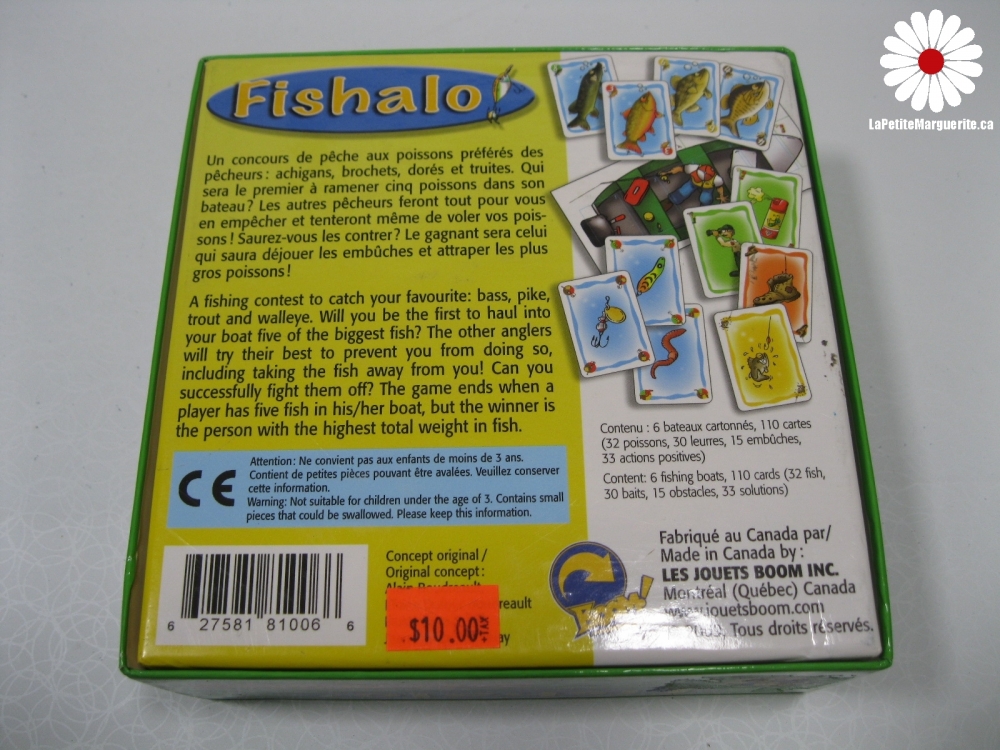 LaPetiteMarguerite.ca
Fishalo
Un concours de pêche aux poissons préférés des
pêcheurs : achigans, brochets, dorés et truites. Qui
sera le premier à ramener cinq poissons dans son
bateau? Les autres pêcheurs feront tout pour vous
en empêcher et tenteront même de voler vos pois-
sons! Saurez-vous les contrer? Le gagnant sera celui
qui saura déjouer les embûches et attraper les plus
gros poissons!
A fishing contest to catch your favourite: bass, pike,
trout and walleye. Will you be the first to haul into
your boat five of the biggest fish? The other anglers
will try their best to prevent you from doing so,
including taking the fish away from you! Can you
successfully fight them off? The game ends when a
player has five fish in his/her boat, but the winner is
the person with the highest total weight in fish.
CE
Attention: Ne convient pas aux enfants de moins de 3 ans.
Contient de petites pièces pouvant être avalées. Veuillez conserver
cette information.
Warning: Not suitable for children under the age of 3. Contains small
pieces that could be swallowed. Please keep this information.
Contenu : 6 bateaux cartonnés, 110 cartes
(32 poissons, 30 leurres, 15 embûches,
33 actions positives)
Content: 6 fishing boats, 110 cards (32 fish,
30 baits, 15 obstacles, 33 solutions)
6 27581 81006 6
Concept original /
Original concept :
$10.00
+TAX
Fabriqué au Canada par/
Made in Canada by :
LES JOUETS BOOM INC.
Montréal (Québec) Canada
www.jouetsboom.com
Tous droits réservés.